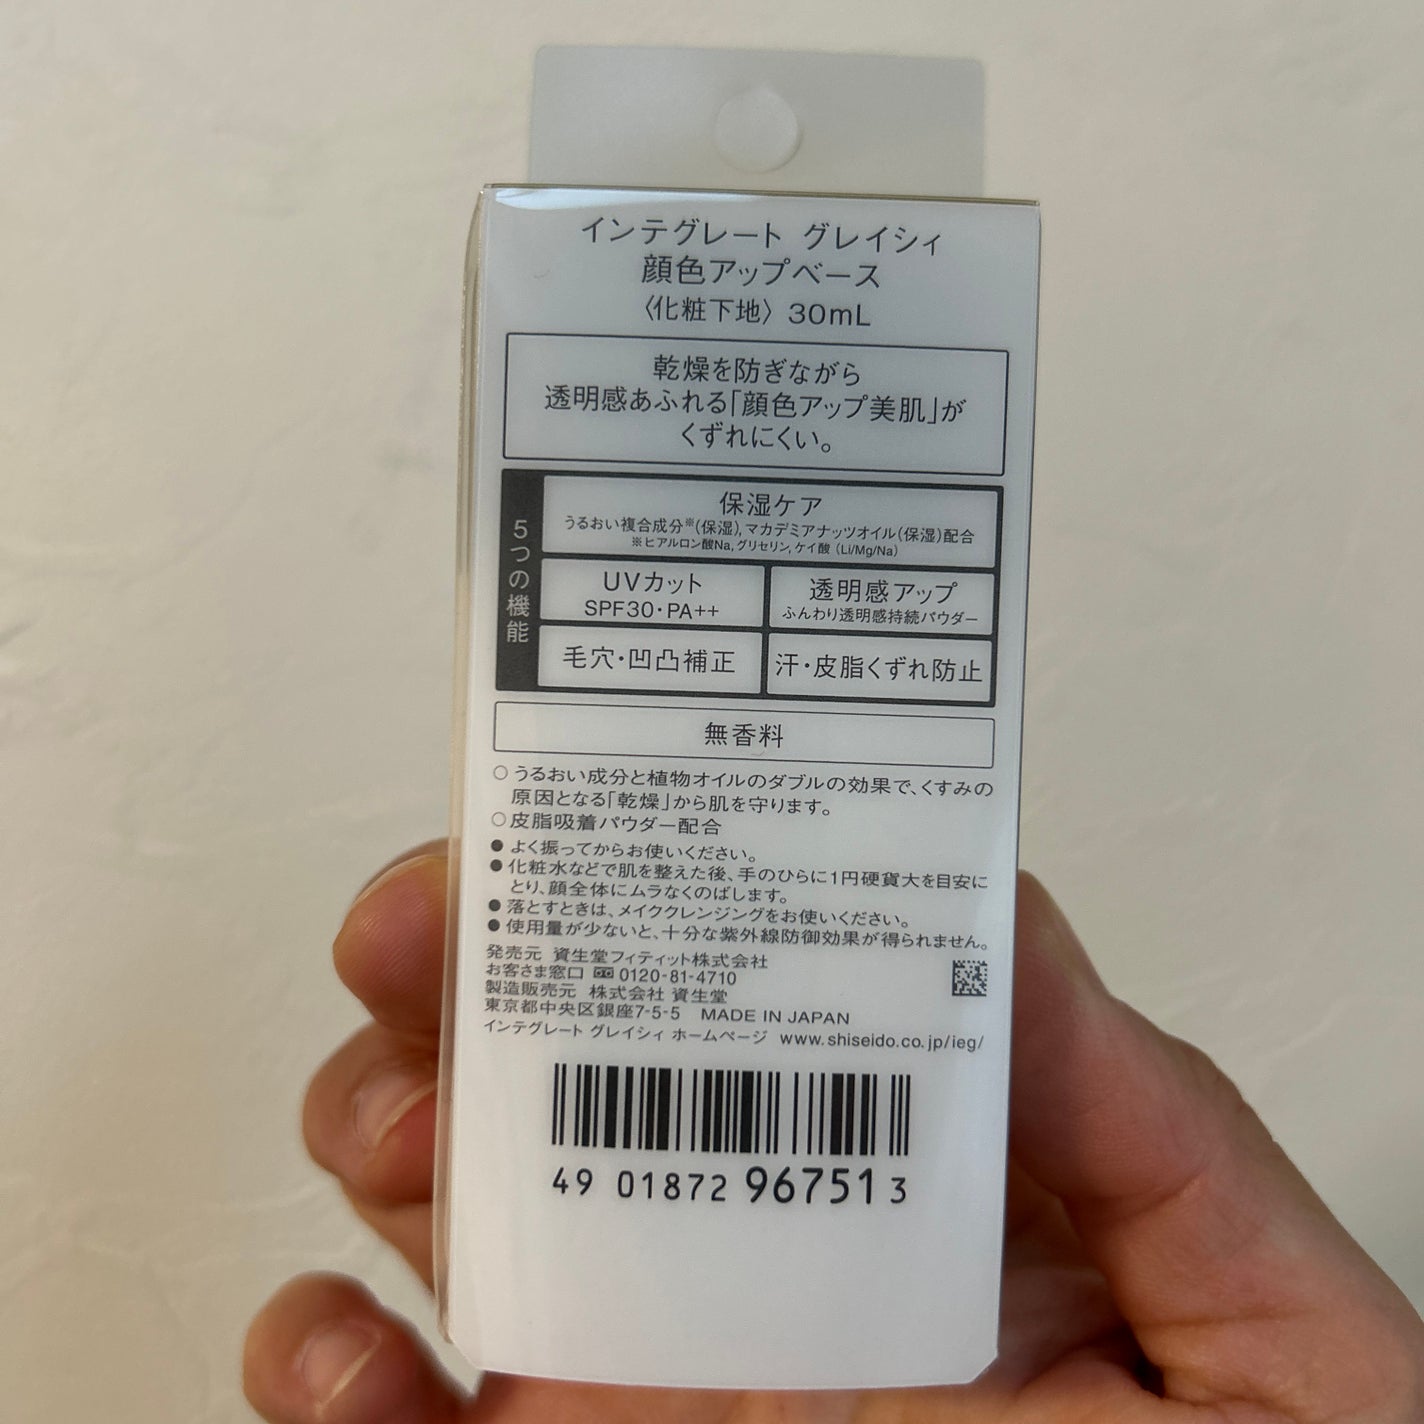 インテグレート グレイシィ
顔色アップベース
〈化粧下地〉 30mL
乾燥を防ぎながら
透明感あふれる「顔色アップ美肌」が
くずれにくい。
5つの機能
保湿ケア
うるおい複合成分※(保湿), マカデミアナッツオイル(保湿)配合
※ヒアルロン酸Na, グリセリン, ケイ酸 (Li/Mg/Na)
UVカット
SPF30・PA++
透明感アップ
ふんわり透明感持続パウダー
毛穴・凹凸補正
汗・皮脂くずれ防止
無香料
○うるおい成分と植物オイルのダブルの効果で、くすみの
原因となる「乾燥」から肌を守ります。
○皮脂吸着パウダー配合
●よく振ってからお使いください。
●化粧水などで肌を整えた後、手のひらに1円硬貨大を目安に
とり、顔全体にムラなくのばします。
●落とすときは、メイククレンジングをお使いください。
●使用量が少ないと、十分な紫外線防御効果が得られません。
発売元 資生堂フィティット株式会社
お客さま窓口 0120-81-4710
製造販売元 株式会社 資生堂
東京都中央区銀座7-5-5 MADE IN JAPAN
インテグレート グレイシィ ホームページ www.shiseido.co.jp/ieg/
49 01872 967513